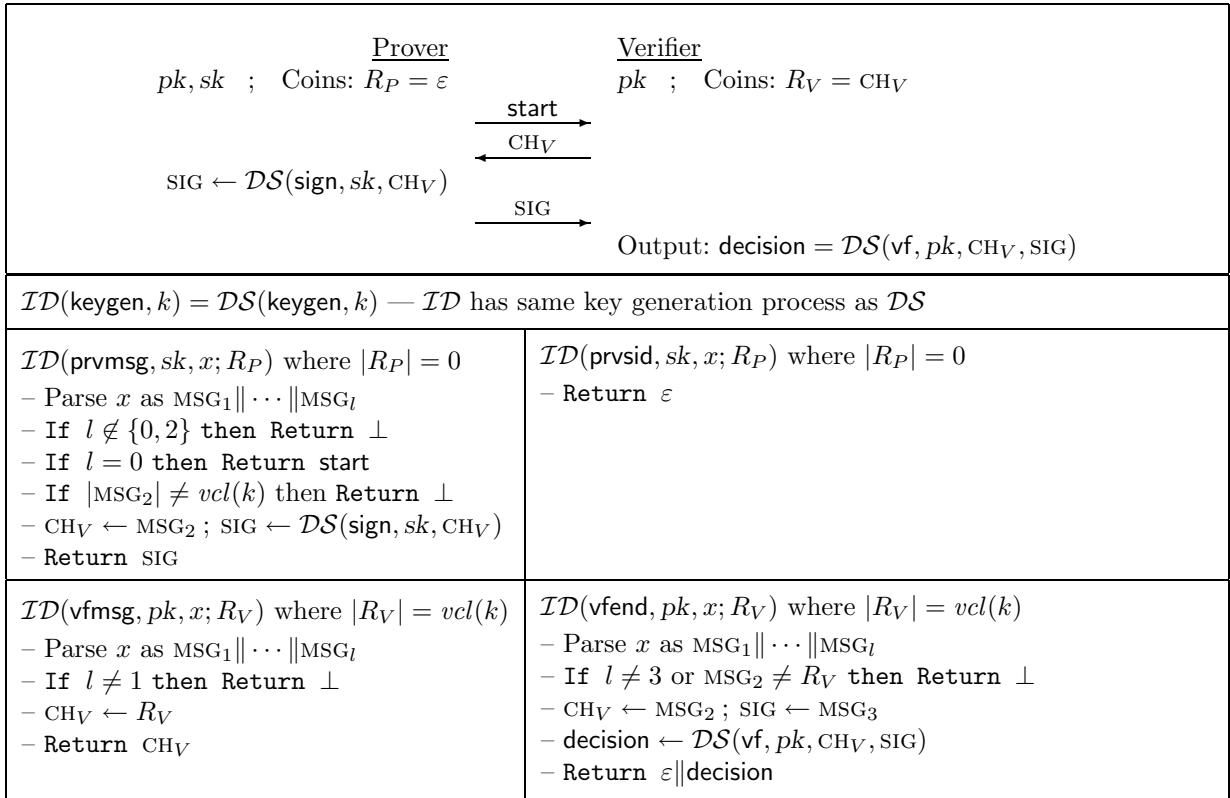 Prover Verifier
pk, sk ; Coins: R_P = ε pk ; Coins: R_V = CH_V
start
CH_V
SIG ← 𝒟𝒮(sign, sk, CH_V)
SIG
Output: decision = 𝒟𝒮(vf, pk, CH_V, SIG)
ℐ𝒟(keygen, k) = 𝒟𝒮(keygen, k) — ℐ𝒟 has same key generation process as 𝒟𝒮
ℐ𝒟(prvmsg, sk, x; R_P) where |R_P| = 0
– Parse x as MSG_1‖ · · · ‖MSG_l
– If l ∉ {0, 2} then Return ⊥
– If l = 0 then Return start
– If |MSG_2| ≠ vcl(k) then Return ⊥
– CH_V ← MSG_2 ; SIG ← 𝒟𝒮(sign, sk, CH_V)
– Return SIG
ℐ𝒟(prvsid, sk, x; R_P) where |R_P| = 0
– Return ε
ℐ𝒟(vfmsg, pk, x; R_V) where |R_V| = vcl(k)
– Parse x as MSG_1‖ · · · ‖MSG_l
– If l ≠ 1 then Return ⊥
– CH_V ← R_V
– Return CH_V
ℐ𝒟(vfend, pk, x; R_V) where |R_V| = vcl(k)
– Parse x as MSG_1‖ · · · ‖MSG_l
– If l ≠ 3 or MSG_2 ≠ R_V then Return ⊥
– CH_V ← MSG_2 ; SIG ← MSG_3
– decision ← 𝒟𝒮(vf, pk, CH_V, SIG)
– Return ε‖decision